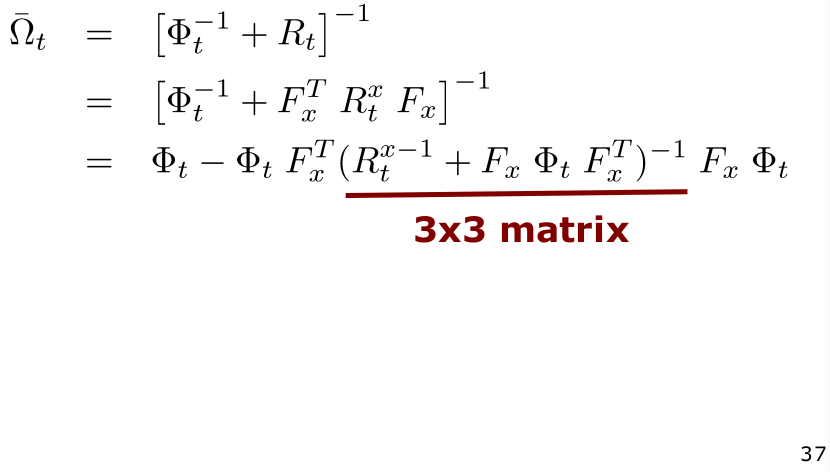 $\bar{\Omega}_t = \left[\Phi_t^{-1} + R_t\right]^{-1}$
$= \left[\Phi_t^{-1} + F_x^T \ R_t^x \ F_x\right]^{-1}$
$= \Phi_t - \Phi_t \ F_x^T (R_t^{x-1} + F_x \ \Phi_t \ F_x^T)^{-1} \ F_x \ \Phi_t$
3x3 matrix
37